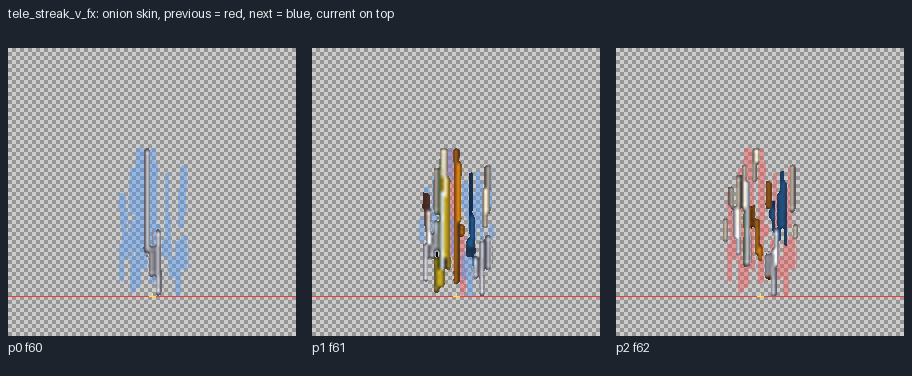 tele_streak_v_fx: onion skin, previous = red, next = blue, current on top
p0 f60
p1 f61
p2 f62